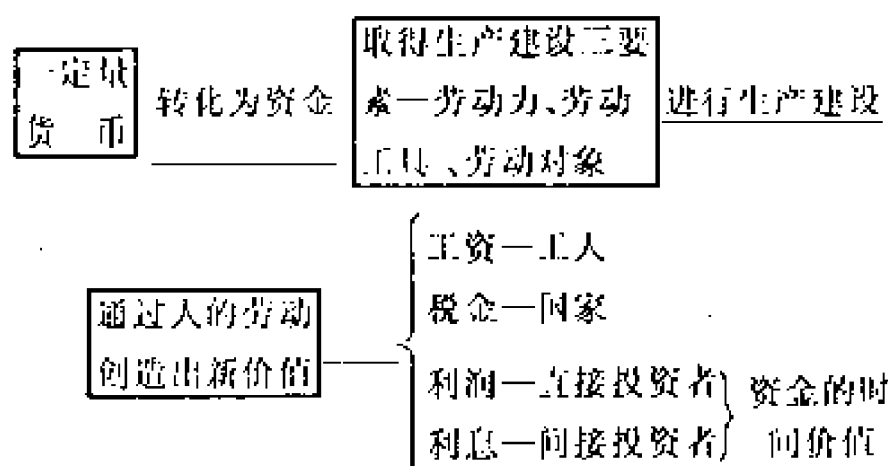 一定量
货 币
转化为资金
取得生产建设三要
素—劳动力、劳动
工具、劳动对象
进行生产建设
通过人的劳动
创造出新价值
工资—工人
税金—国家
利润—直接投资者
利息—间接投资者
资金的时
间价值